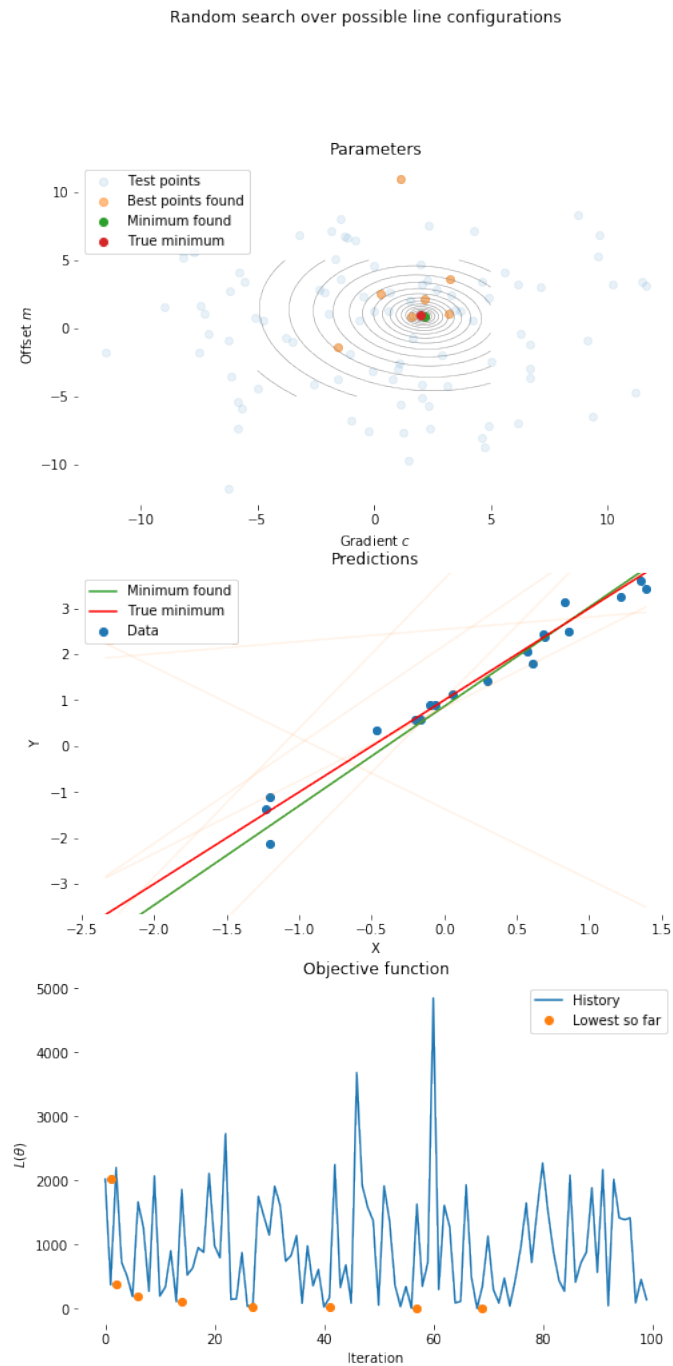 Random search over possible line configurations
Parameters
Test points
Best points found
Minimum found
True minimum
10
5
0
−5
−10
Offset m
−10
−5
0
5
10
Gradient c
Predictions
Minimum found
True minimum
Data
3
2
1
0
−1
−2
−3
Y
−2.5
−2.0
−1.5
−1.0
−0.5
0.0
0.5
1.0
1.5
X
Objective function
History
Lowest so far
5000
4000
3000
2000
1000
0
L(θ)
0
20
40
60
80
100
Iteration